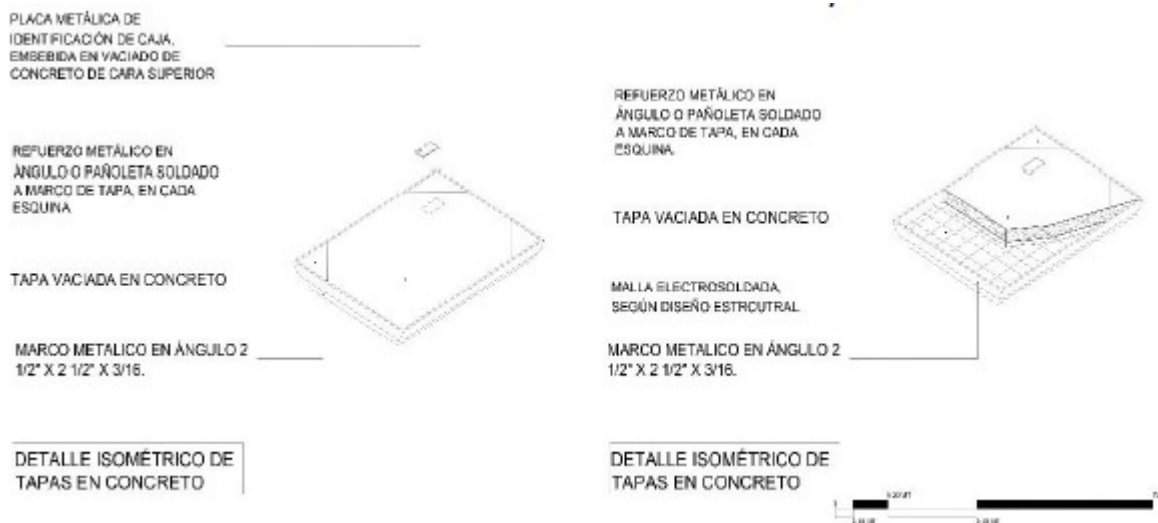 PLACA METÁLICA DE
IDENTIFICACIÓN DE CAJA,
EMBEBIDA EN VACIADO DE
CONCRETO DE CARA SUPERIOR
REFUERZO METÁLICO EN
ÁNGULO O PAÑOLETA SOLDADO
A MARCO DE TAPA, EN CADA
ESQUINA
TAPA VACIADA EN CONCRETO
MARCO METALICO EN ÁNGULO 2
1/2" X 2 1/2" X 3/16.
DETALLE ISOMÉTRICO DE
TAPAS EN CONCRETO
REFUERZO METÁLICO EN
ÁNGULO O PAÑOLETA SOLDADO
A MARCO DE TAPA, EN CADA
ESQUINA.
TAPA VACIADA EN CONCRETO
MALLA ELECTROSOLDADA,
SEGÚN DISEÑO ESTRCUTRAL
MARCO METALICO EN ÁNGULO 2
1/2" X 2 1/2" X 3/16.
DETALLE ISOMÉTRICO DE
TAPAS EN CONCRETO